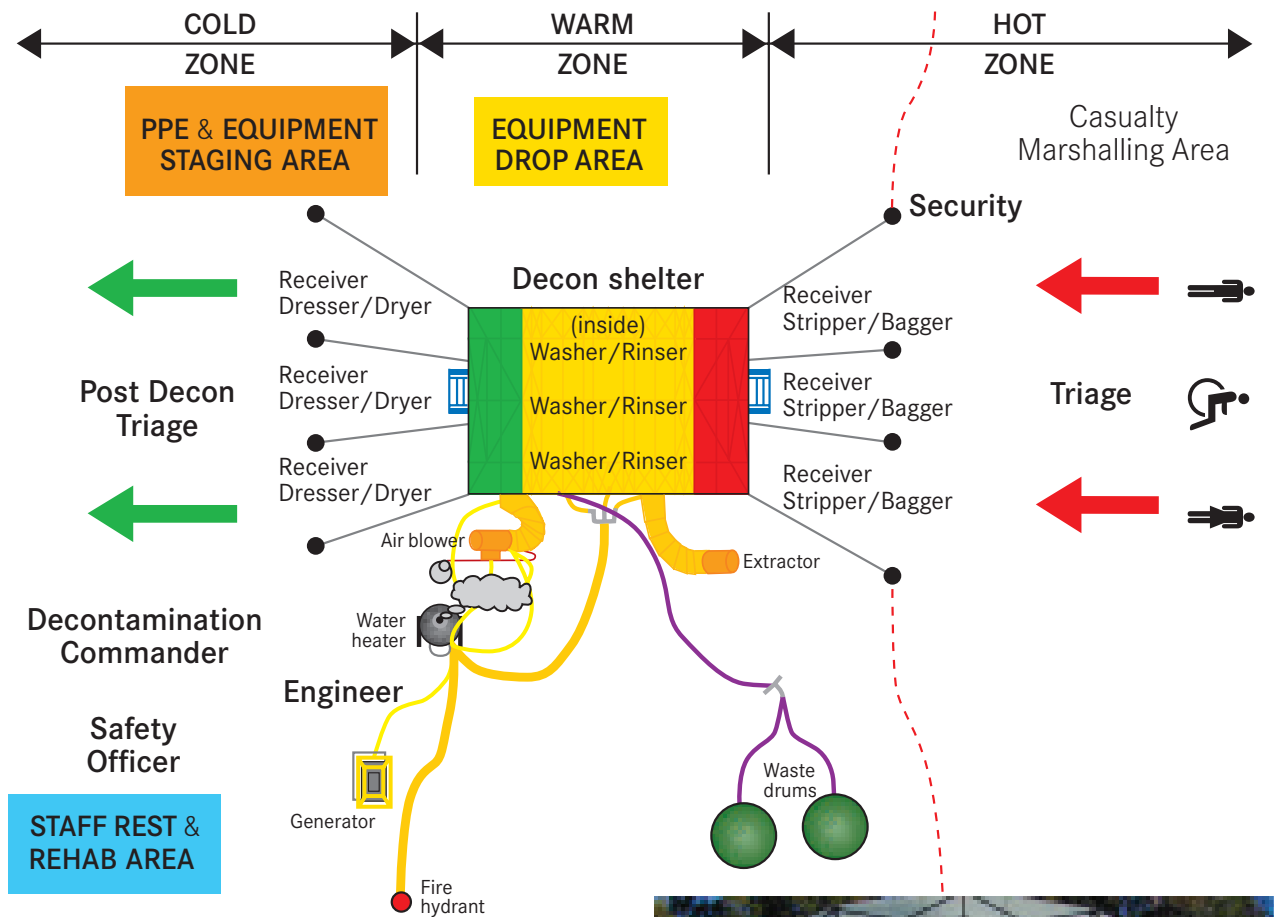 COLD
ZONE
WARM
ZONE
HOT
ZONE
PPE & EQUIPMENT
STAGING AREA
EQUIPMENT
DROP AREA
Casualty
Marshalling Area
Security
Decon shelter
Receiver
Dresser/Dryer
(inside)
Washer/Rinser
Receiver
Stripper/Bagger
Post Decon
Triage
Receiver
Dresser/Dryer
Washer/Rinser
Receiver
Stripper/Bagger
Triage
Receiver
Dresser/Dryer
Washer/Rinser
Receiver
Stripper/Bagger
Air blower
Extractor
Water
heater
Decontamination
Commander
Engineer
Safety
Officer
Generator
Waste
drums
STAFF REST &
REHAB AREA
Fire
hydrant